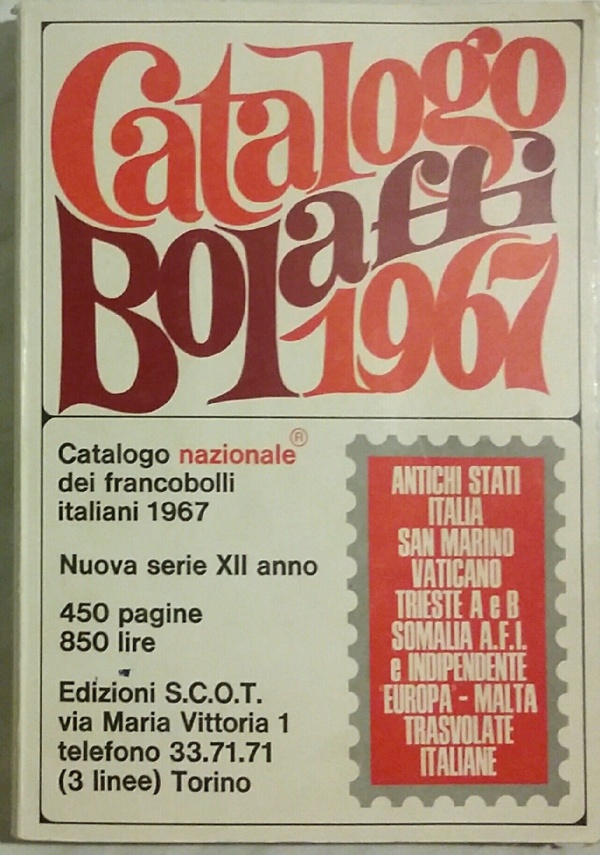 Catalogo
Bolaffi
1967
Catalogo nazionale®
dei francobolli
italiani 1967
Nuova serie XII anno
450 pagine
850 lire
Edizioni S.C.O.T.
via Maria Vittoria 1
telefono 33.71.71
(3 linee) Torino
ANTICHI STATI
ITALIA
SAN MARINO
VATICANO
TRIESTE A e B
SOMALIA A.F.I.
e INDIPENDENTE
"EUROPA" - MALTA
TRASVOLATE
ITALIANE